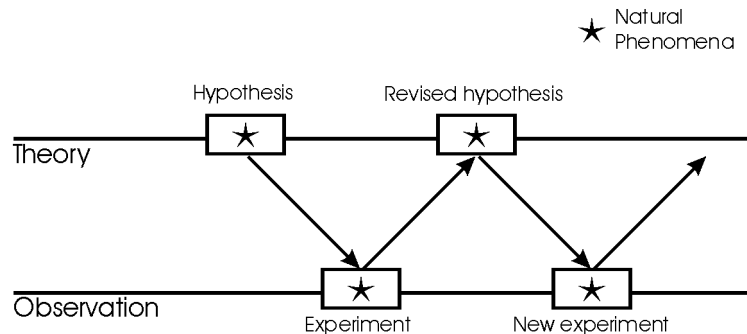 Natural
Phenomena
Hypothesis
Revised hypothesis
Theory
Observation
Experiment
New experiment